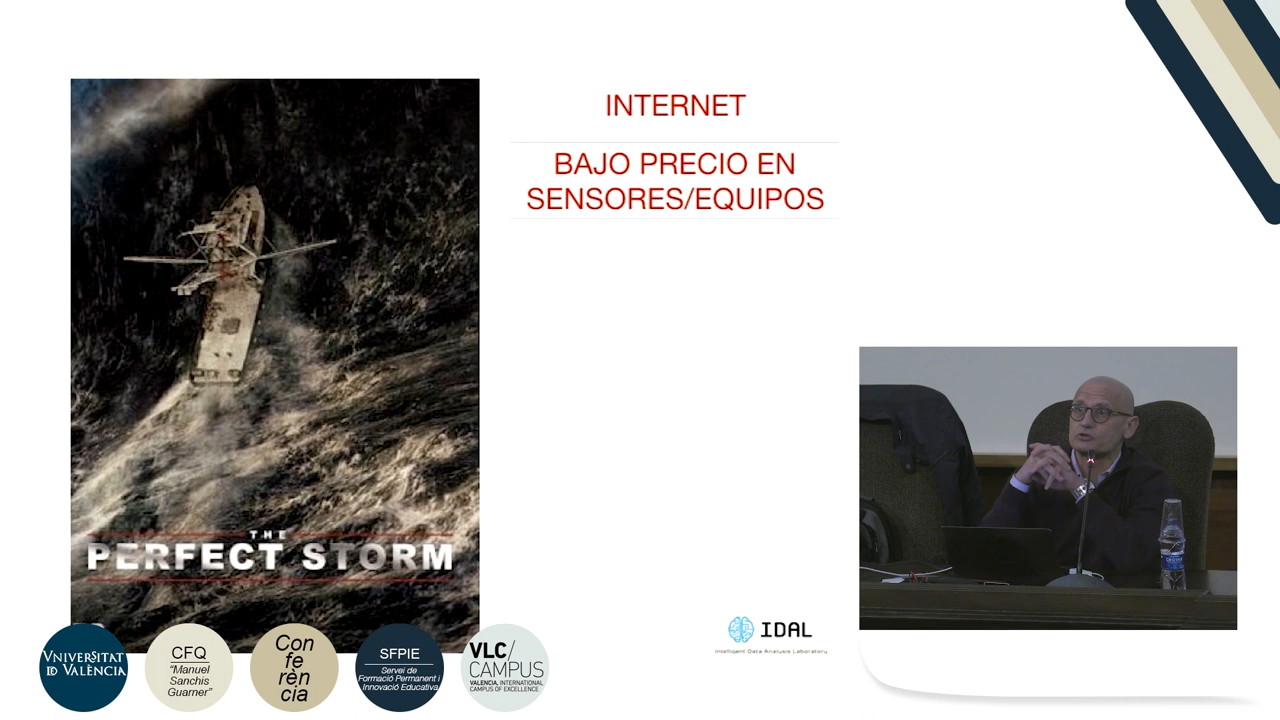 INTERNET
BAJO PRECIO EN
SENSORES/EQUIPOS
THE
PERFECT STORM
IDAL
Intelligent Data Analysis Laboratory
VNIVERSITAT
ID VALÈNCIA
CFQ
"Manuel
Sanchis
Guarner"
Con
fe
rèn
cia
SFPIE
Servei de
Formació Permanent i
Innovació Educativa
VLC/
CAMPUS
VALENCIA, INTERNATIONAL
CAMPUS OF EXCELLENCE